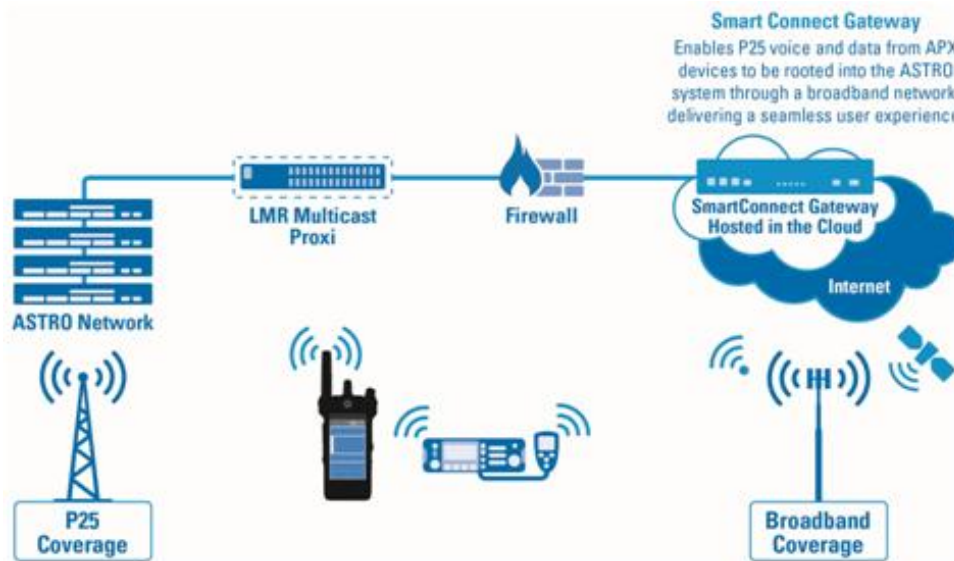 Smart Connect Gateway
Enables P25 voice and data from APX
devices to be rooted into the ASTRO
system through a broadband network
delivering a seamless user experience
LMR Multicast
Proxi
Firewall
SmartConnect Gateway
Hosted in the Cloud
Internet
ASTRO Network
P25
Coverage
Broadband
Coverage